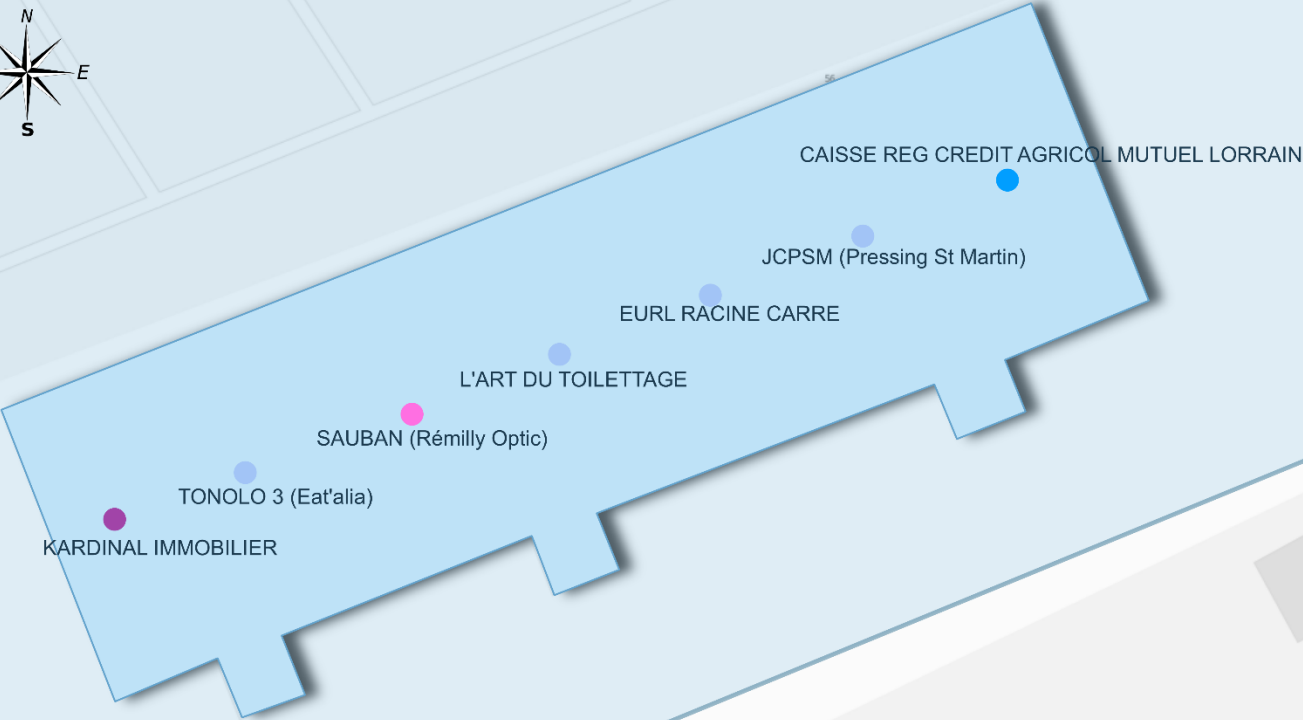 N
E
S
56
CAISSE REG CREDIT AGRICOL MUTUEL LORRAIN
JCPSM (Pressing St Martin)
EURL RACINE CARRE
L'ART DU TOILETTAGE
SAUBAN (Rémilly Optic)
TONOLO 3 (Eat'alia)
KARDINAL IMMOBILIER